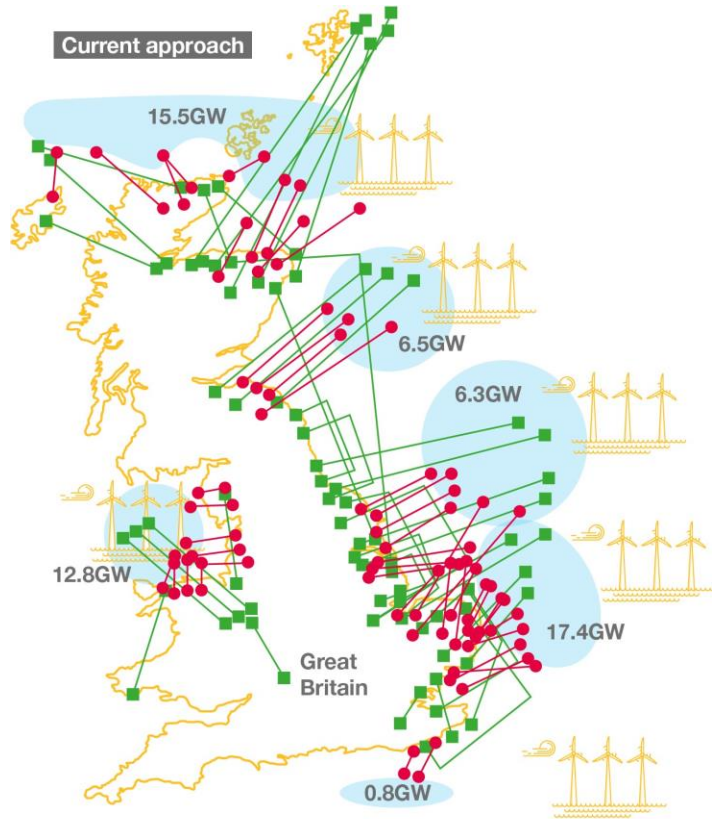 Current approach
15.5GW
6.5GW
6.3GW
12.8GW
17.4GW
Great
Britain
0.8GW